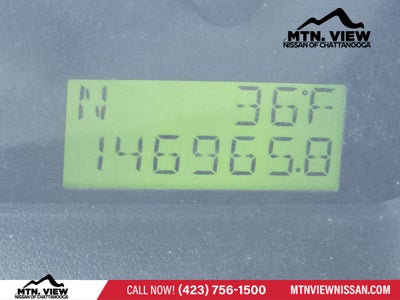 MTN. VIEW
NISSAN OF CHATTANOOGA
N 36°F
146965.8
MTN. VIEW
NISSAN OF CHATTANOOGA
CALL NOW! (423) 756-1500
MTNVIEWNISSAN.COM